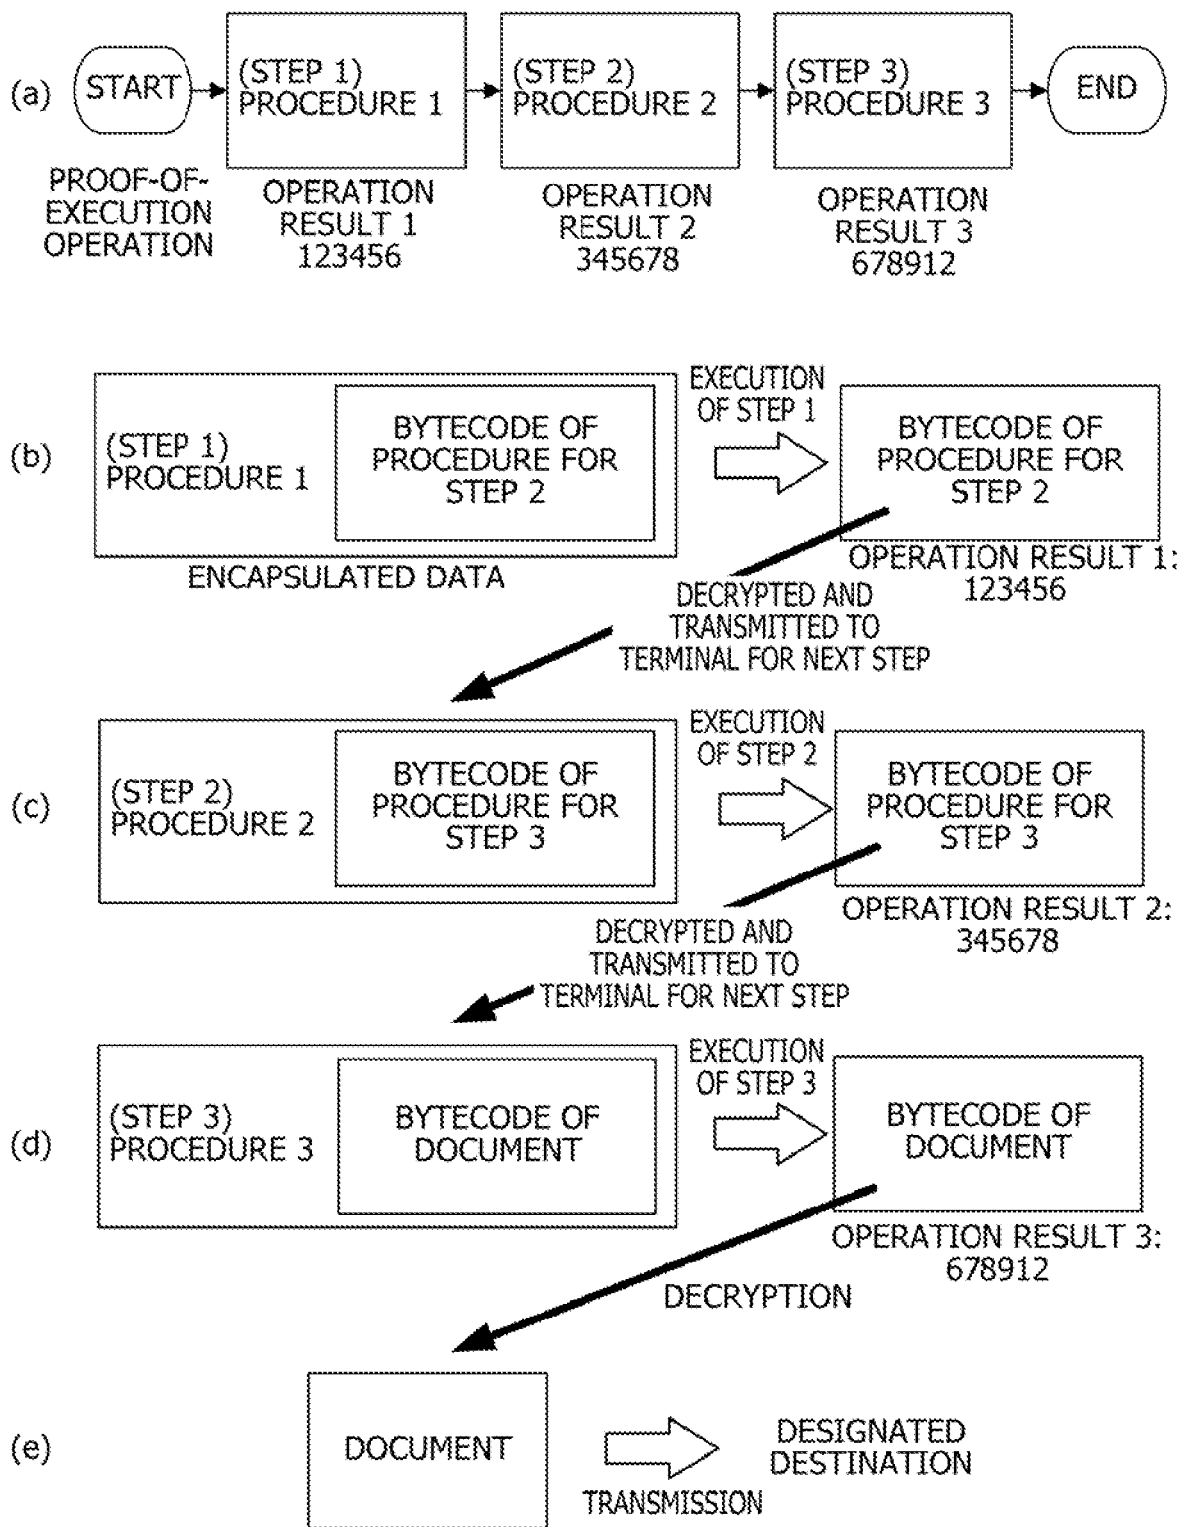 (a)
START
(STEP 1)
PROCEDURE 1
(STEP 2)
PROCEDURE 2
(STEP 3)
PROCEDURE 3
END
PROOF-OF-
EXECUTION
OPERATION
OPERATION
RESULT 1
123456
OPERATION
RESULT 2
345678
OPERATION
RESULT 3
678912
(b)
(STEP 1)
PROCEDURE 1
BYTECODE OF
PROCEDURE FOR
STEP 2
ENCAPSULATED DATA
EXECUTION
OF STEP 1
BYTECODE OF
PROCEDURE FOR
STEP 2
OPERATION RESULT 1:
123456
DECRYPTED AND
TRANSMITTED TO
TERMINAL FOR NEXT STEP
(c)
(STEP 2)
PROCEDURE 2
BYTECODE OF
PROCEDURE FOR
STEP 3
EXECUTION
OF STEP 2
BYTECODE OF
PROCEDURE FOR
STEP 3
OPERATION RESULT 2:
345678
DECRYPTED AND
TRANSMITTED TO
TERMINAL FOR NEXT STEP
(d)
(STEP 3)
PROCEDURE 3
BYTECODE OF
DOCUMENT
EXECUTION
OF STEP 3
BYTECODE OF
DOCUMENT
OPERATION RESULT 3:
678912
DECRYPTION
(e)
DOCUMENT
TRANSMISSION
DESIGNATED
DESTINATION